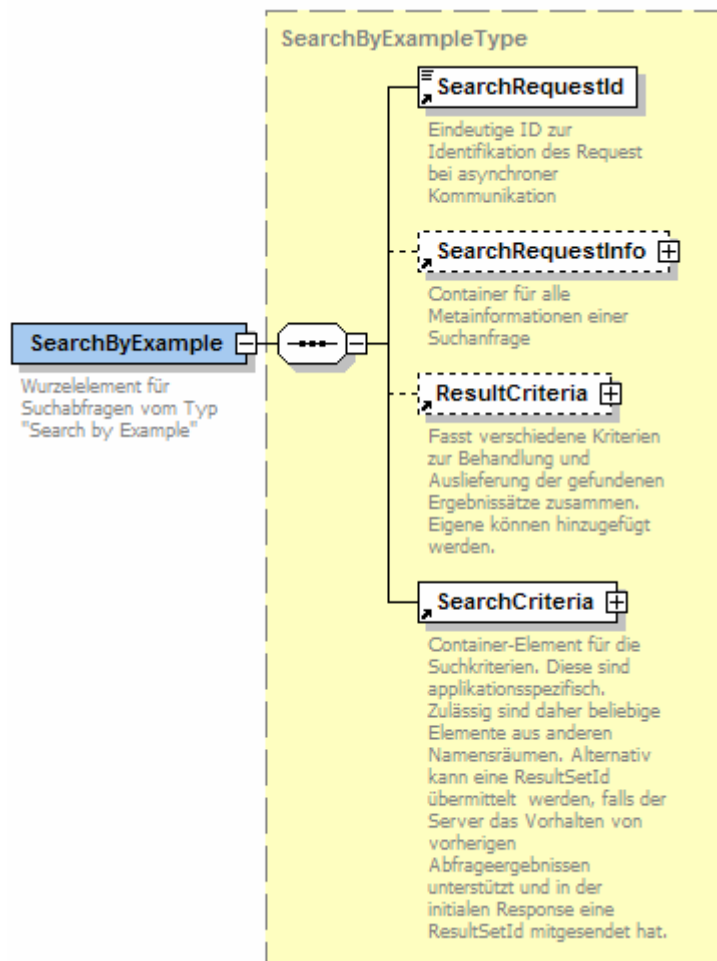 SearchByExampleType
SearchRequestId
Eindeutige ID zur
Identifikation des Request
bei asynchroner
Kommunikation
SearchRequestInfo
Container für alle
Metainformationen einer
Suchanfrage
SearchByExample
Wurzelelement für
Suchabfragen vom Typ
"Search by Example"
ResultCriteria
Fasst verschiedene Kriterien
zur Behandlung und
Auslieferung der gefundenen
Ergebnissätze zusammen.
Eigene können hinzugefügt
werden.
SearchCriteria
Container-Element für die
Suchkriterien. Diese sind
applikationsspezifisch.
Zulässig sind daher beliebige
Elemente aus anderen
Namensräumen. Alternativ
kann eine ResultSetId
übermittelt  werden, falls der
Server das Vorhalten von
vorherigen
Abfrageergebnissen
unterstützt und in der
initialen Response eine
ResultSetId mitgesendet hat.